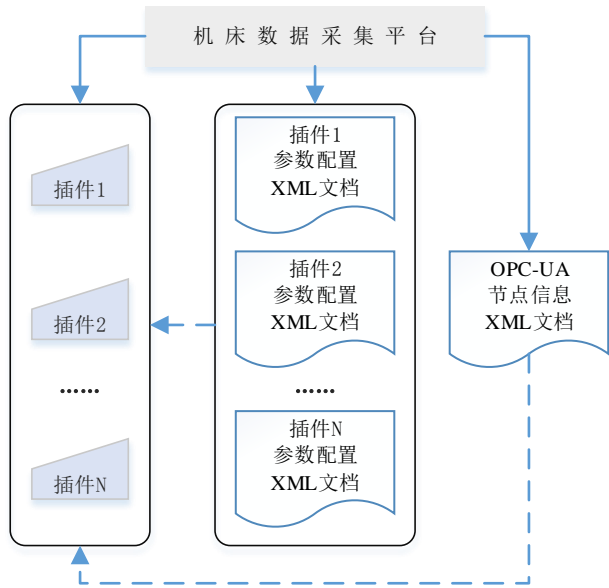 机床数据采集平台
插件1
插件2
……
插件N
插件1
参数配置
XML文档
插件2
参数配置
XML文档
……
插件N
参数配置
XML文档
OPC-UA
节点信息
XML文档